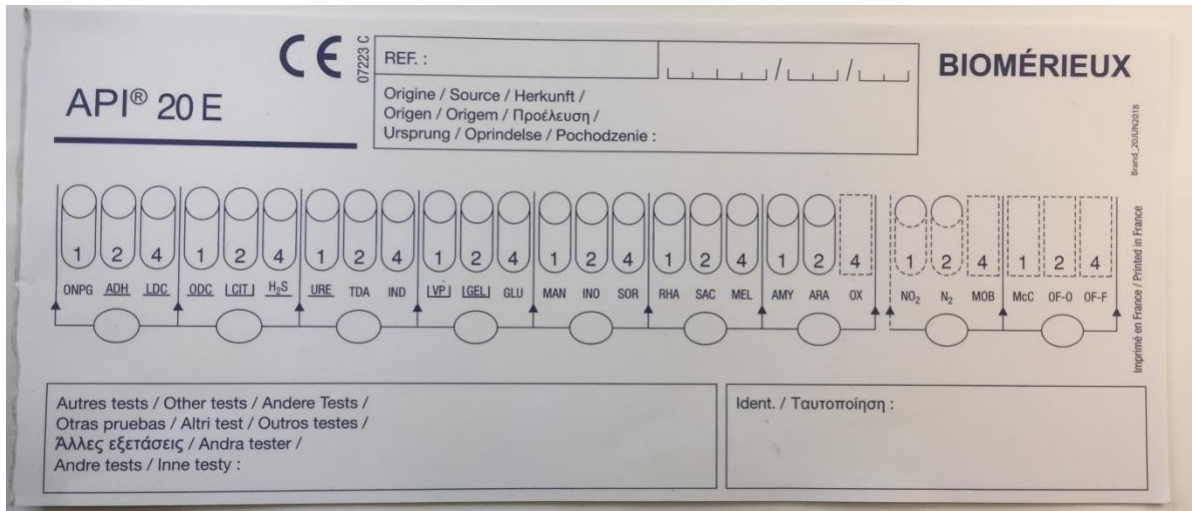 CE
07223 C
REF. :
BIOMÉRIEUX
API® 20 E
Origine / Source / Herkunft /
Origen / Origem / Προέλευση /
Ursprung / Oprindelse / Pochodzenie :
Brand_20JUN2018
1 2 4 1 2 4 1 2 4 1 2 4 1 2 4 1 2 4 1 2 4 1 2 4 1 2 4
ONPG ADH LDC ODC CIT H₂S URE TDA IND VP GEL GLU MAN INO SOR RHA SAC MEL AMY ARA OX NO₂ N₂ MOB McC OF-O OF-F
Imprimé en France / Printed in France
Autres tests / Other tests / Andere Tests /
Otras pruebas / Altri test / Outros testes /
Άλλες εξετάσεις / Andra tester /
Andre tests / Inne testy :
Ident. / Ταυτοποίηση :